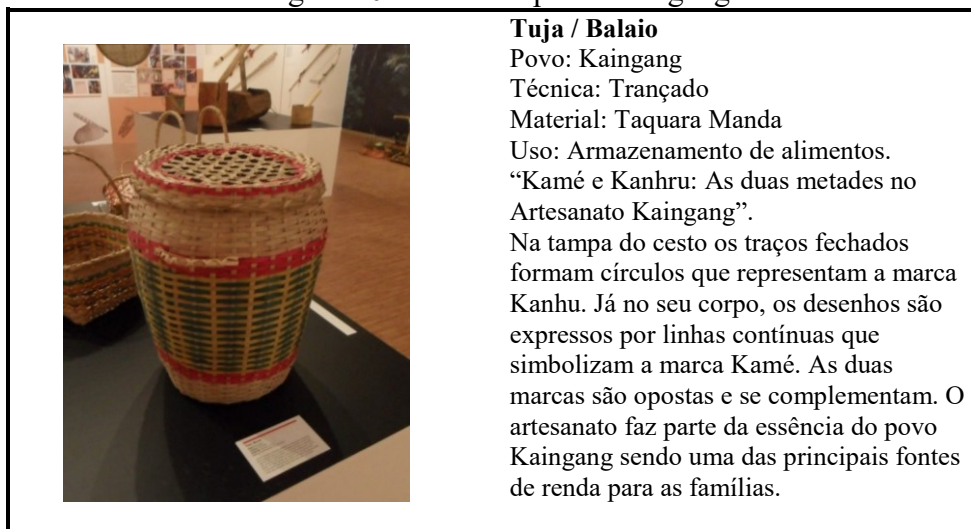 Tuja / Balaio
Povo: Kaingang
Técnica: Trançado
Material: Taquara Manda
Uso: Armazenamento de alimentos.
“Kamé e Kanhru: As duas metades no
Artesanato Kaingang”.
Na tampa do cesto os traços fechados
formam círculos que representam a marca
Kanhu. Já no seu corpo, os desenhos são
expressos por linhas contínuas que
simbolizam a marca Kamé. As duas
marcas são opostas e se complementam. O
artesanato faz parte da essência do povo
Kaingang sendo uma das principais fontes
de renda para as famílias.